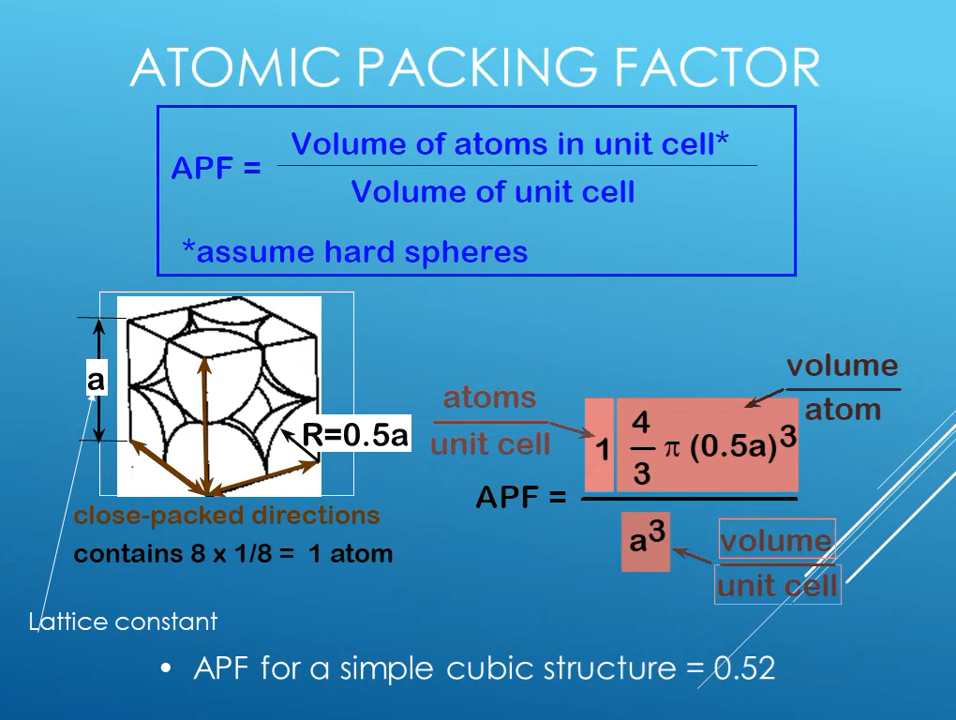 ATOMIC PACKING FACTOR
APF =
Volume of atoms in unit cell*
Volume of unit cell
*assume hard spheres
a
R=0.5a
close-packed directions
contains 8 x 1/8 = 1 atom
Lattice constant
atoms
unit cell
volume
atom
APF =
1 4/3 π (0.5a)3
a3
volume
unit cell
• APF for a simple cubic structure = 0.52